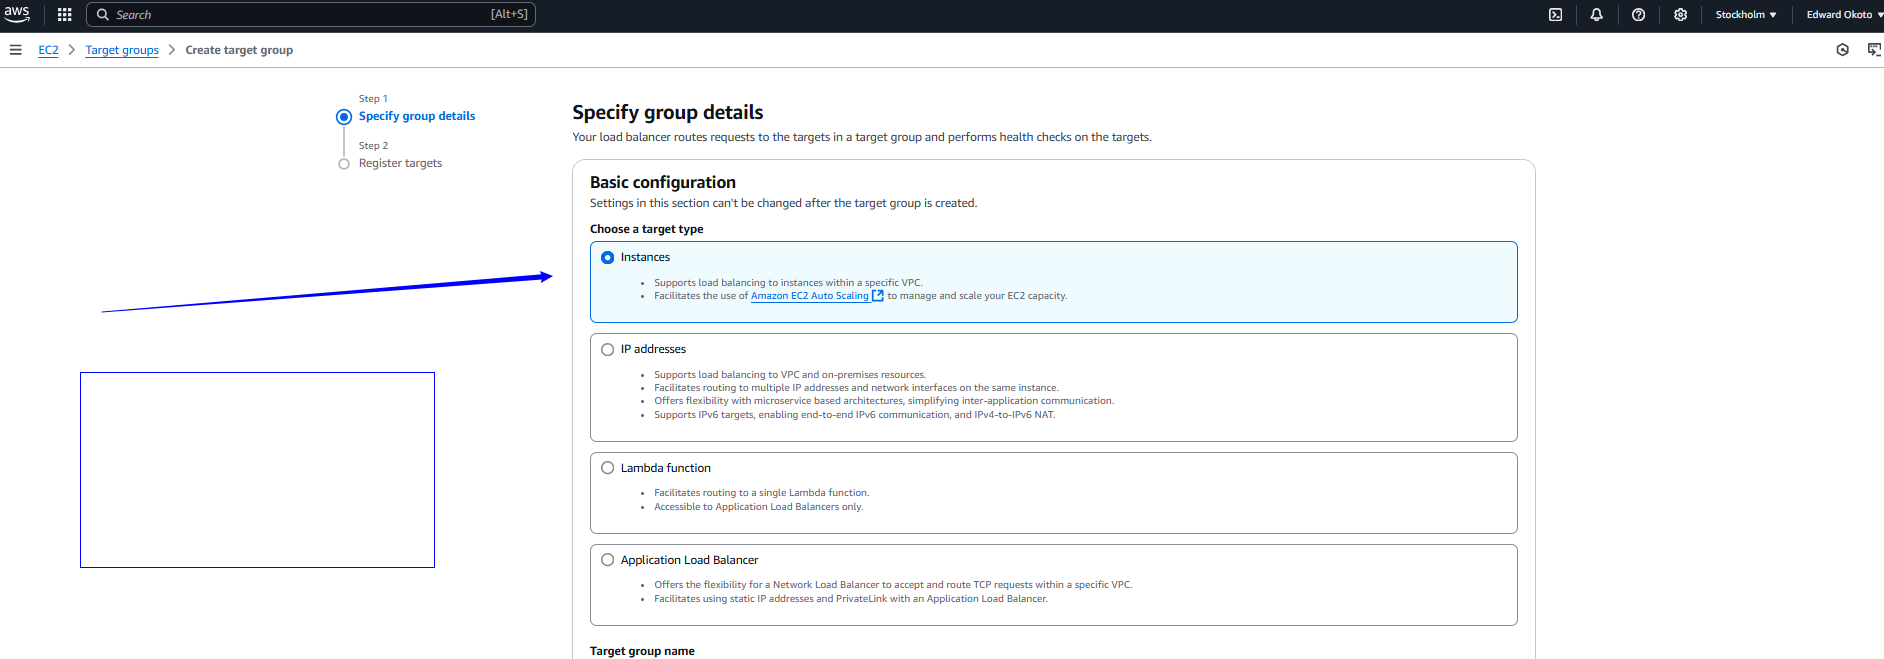 aws Search [Alt+S] Stockholm Edward Okoto
EC2 > Target groups > Create target group
Step 1
Specify group details
Step 2
Register targets
Specify group details
Your load balancer routes requests to the targets in a target group and performs health checks on the targets.
Basic configuration
Settings in this section can't be changed after the target group is created.
Choose a target type
Instances
• Supports load balancing to instances within a specific VPC.
• Facilitates the use of Amazon EC2 Auto Scaling to manage and scale your EC2 capacity.
IP addresses
• Supports load balancing to VPC and on-premises resources.
• Facilitates routing to multiple IP addresses and network interfaces on the same instance.
• Offers flexibility with microservice based architectures, simplifying inter-application communication.
• Supports IPv6 targets, enabling end-to-end IPv6 communication, and IPv4-to-IPv6 NAT.
Lambda function
• Facilitates routing to a single Lambda function.
• Accessible to Application Load Balancers only.
Application Load Balancer
• Offers the flexibility for a Network Load Balancer to accept and route TCP requests within a specific VPC.
• Facilitates using static IP addresses and PrivateLink with an Application Load Balancer.
Target group name